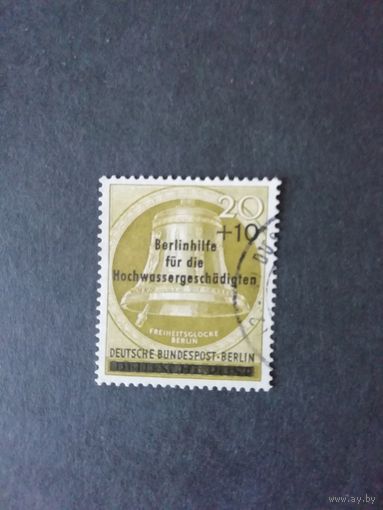 20
+10
Berlinhilfe
für die
Hochwassergeschädigten
FREIHEITSGLOCKE
BERLIN
DEUTSCHE BUNDESPOST·BERLIN
www.ay.by